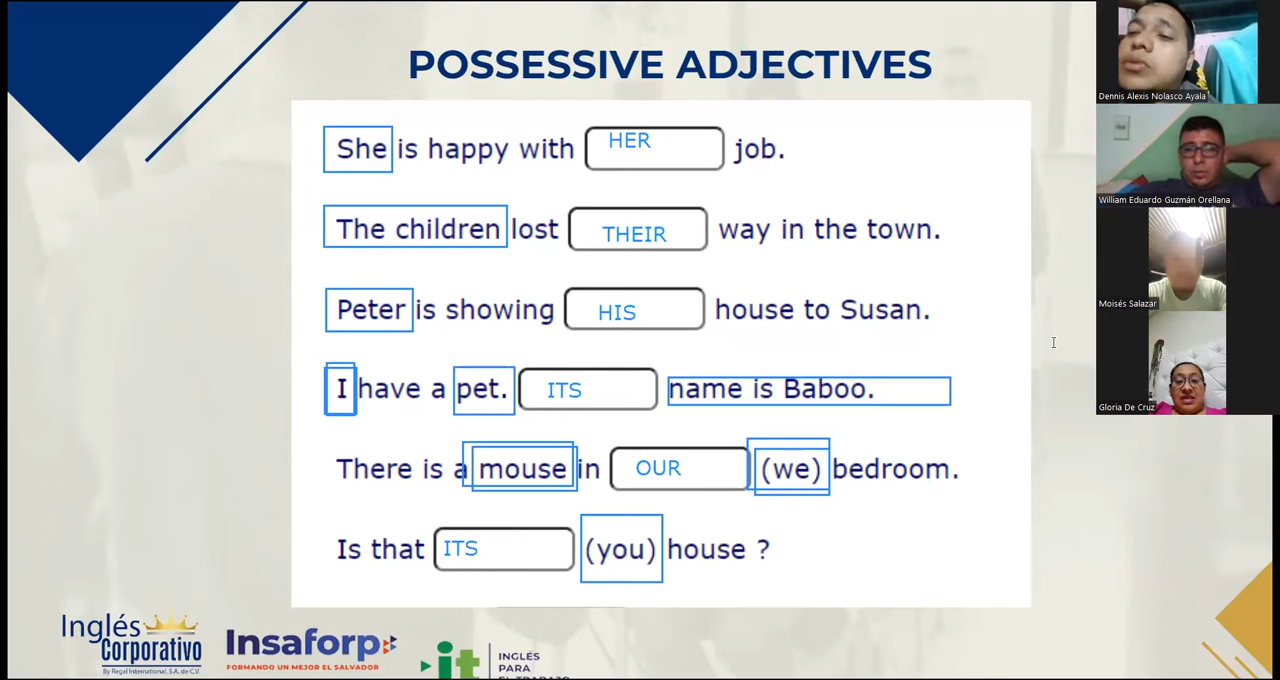 POSSESSIVE ADJECTIVES
She is happy with HER job.
The children lost THEIR way in the town.
Peter is showing HIS house to Susan.
I have a pet. ITS name is Baboo.
There is a mouse in OUR (we) bedroom.
Is that ITS (you) house ?
Dennis Alexis Nolasco Ayala
William Eduardo Guzmán Orellana
Moisés Salazar
Gloria De Cruz
Inglés
Corporativo
By Regal International, S.A. de C.V.
Insaforp
FORMANDO UN MEJOR EL SALVADOR
it
INGLÉS
PARA
EL TRABAJO